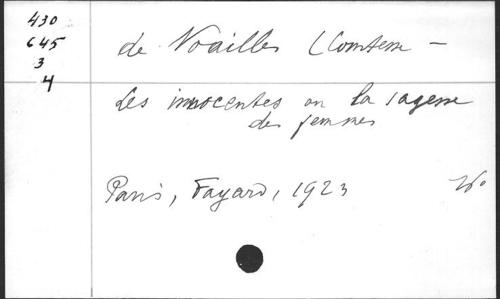 430
645
3
4
de Noailles (Comtesse -
Les innocentes ou la sagesse
des femmes
Paris, Fayard, 1923